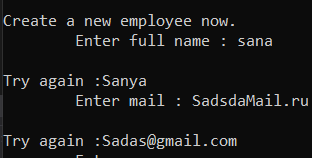 Create a new employee now.
Enter full name : sana
Try again :Sanya
Enter mail : SadsdaMail.ru
Try again :Sadas@gmail.com